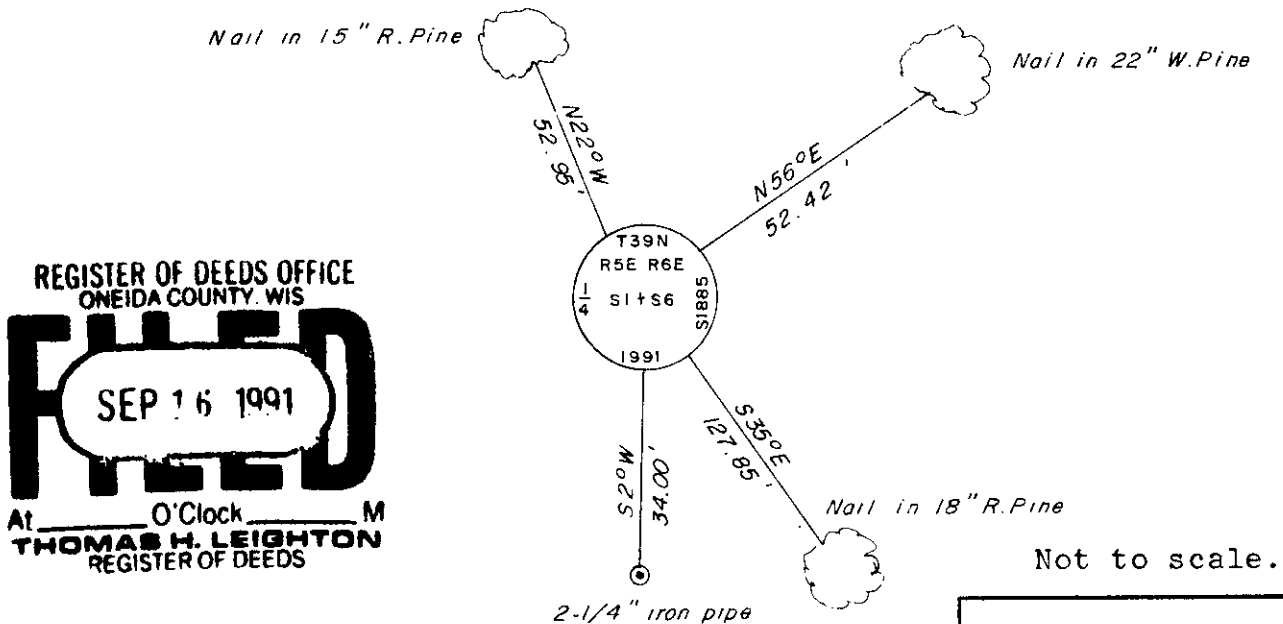 Nail in 15" R.Pine
Nail in 22" W.Pine
N22°W
52.95'
N56°E
52.42'
T39N
R5E R6E
1/4 S1+S6
S1885
1991
REGISTER OF DEEDS OFFICE
ONEIDA COUNTY. WIS
FILED
SEP 16 1991
At ______ O'Clock ______ M
THOMAS H. LEIGHTON
REGISTER OF DEEDS
S2°W
34.00'
S35°E
127.85'
Nail in 18" R.Pine
2-1/4" iron pipe
Not to scale.